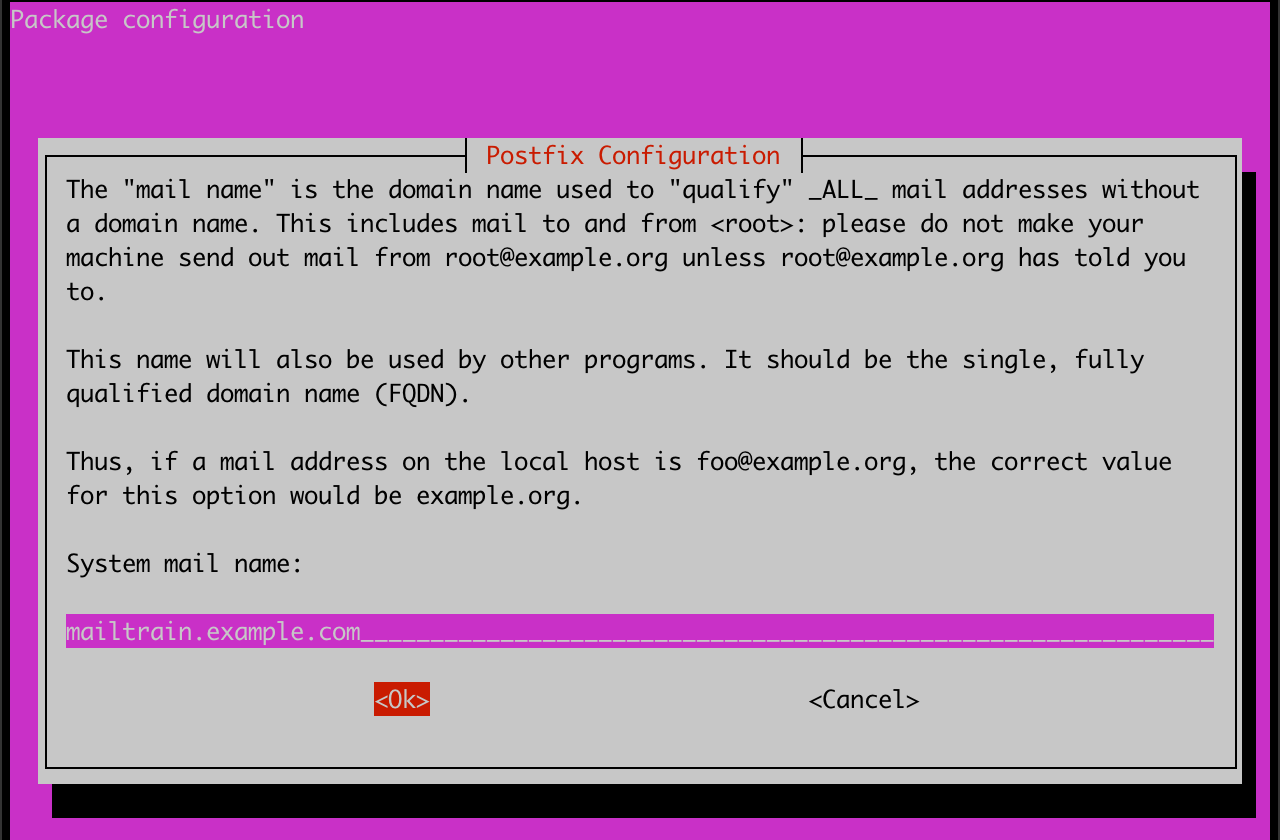 Package configuration
Postfix Configuration
The "mail name" is the domain name used to "qualify" _ALL_ mail addresses without
a domain name. This includes mail to and from <root>: please do not make your
machine send out mail from root@example.org unless root@example.org has told you
to.
This name will also be used by other programs. It should be the single, fully
qualified domain name (FQDN).
Thus, if a mail address on the local host is foo@example.org, the correct value
for this option would be example.org.
System mail name:
mailtrain.example.com_____________________________________________________________
<Ok> <Cancel>